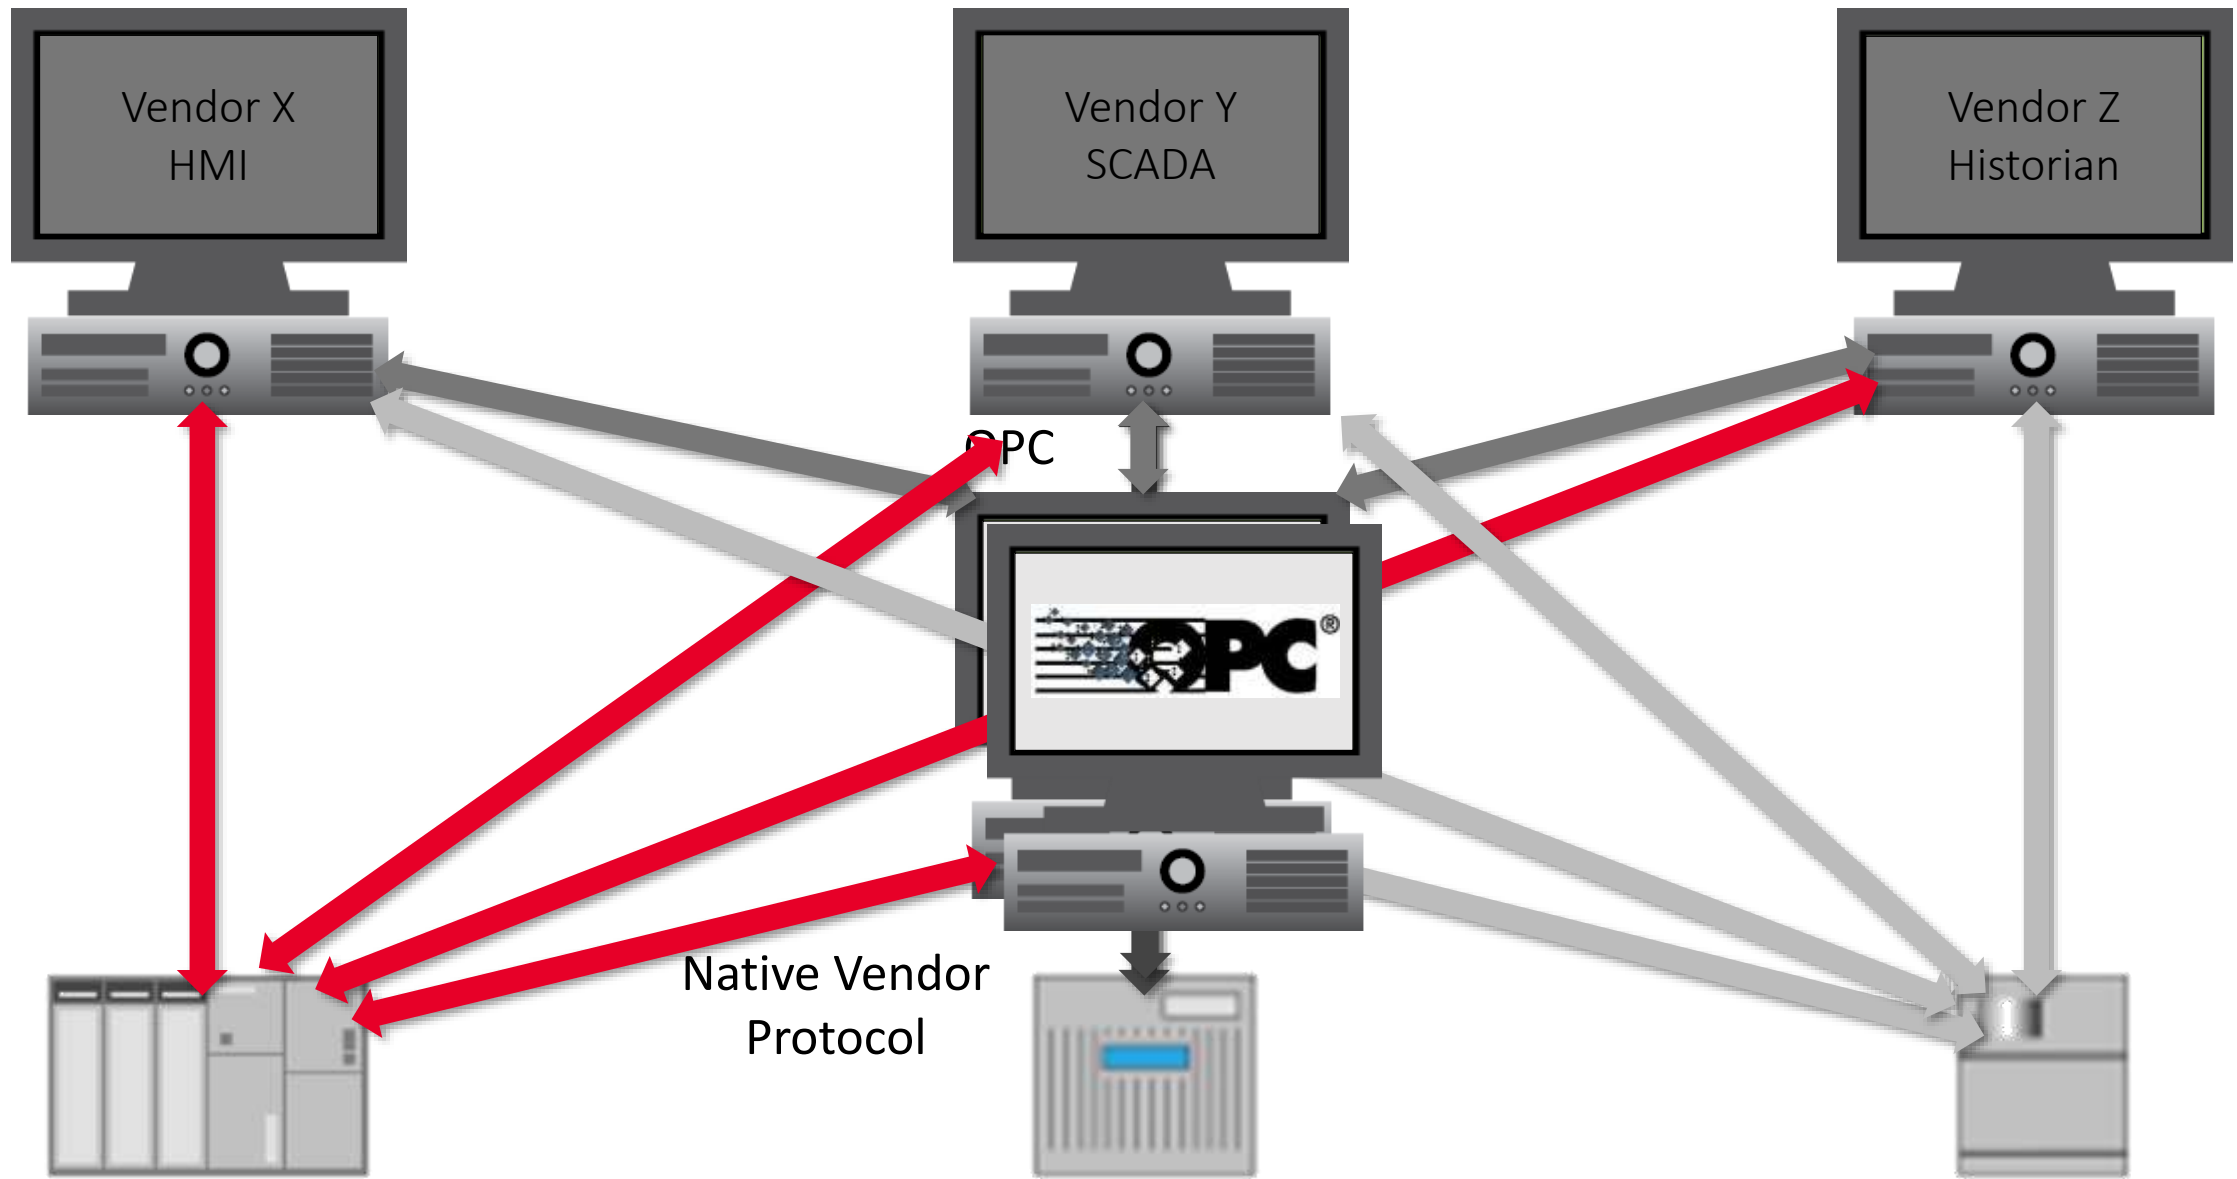 Vendor X
HMI
Vendor Y
SCADA
Vendor Z
Historian
OPC
OPC®
Native Vendor
Protocol